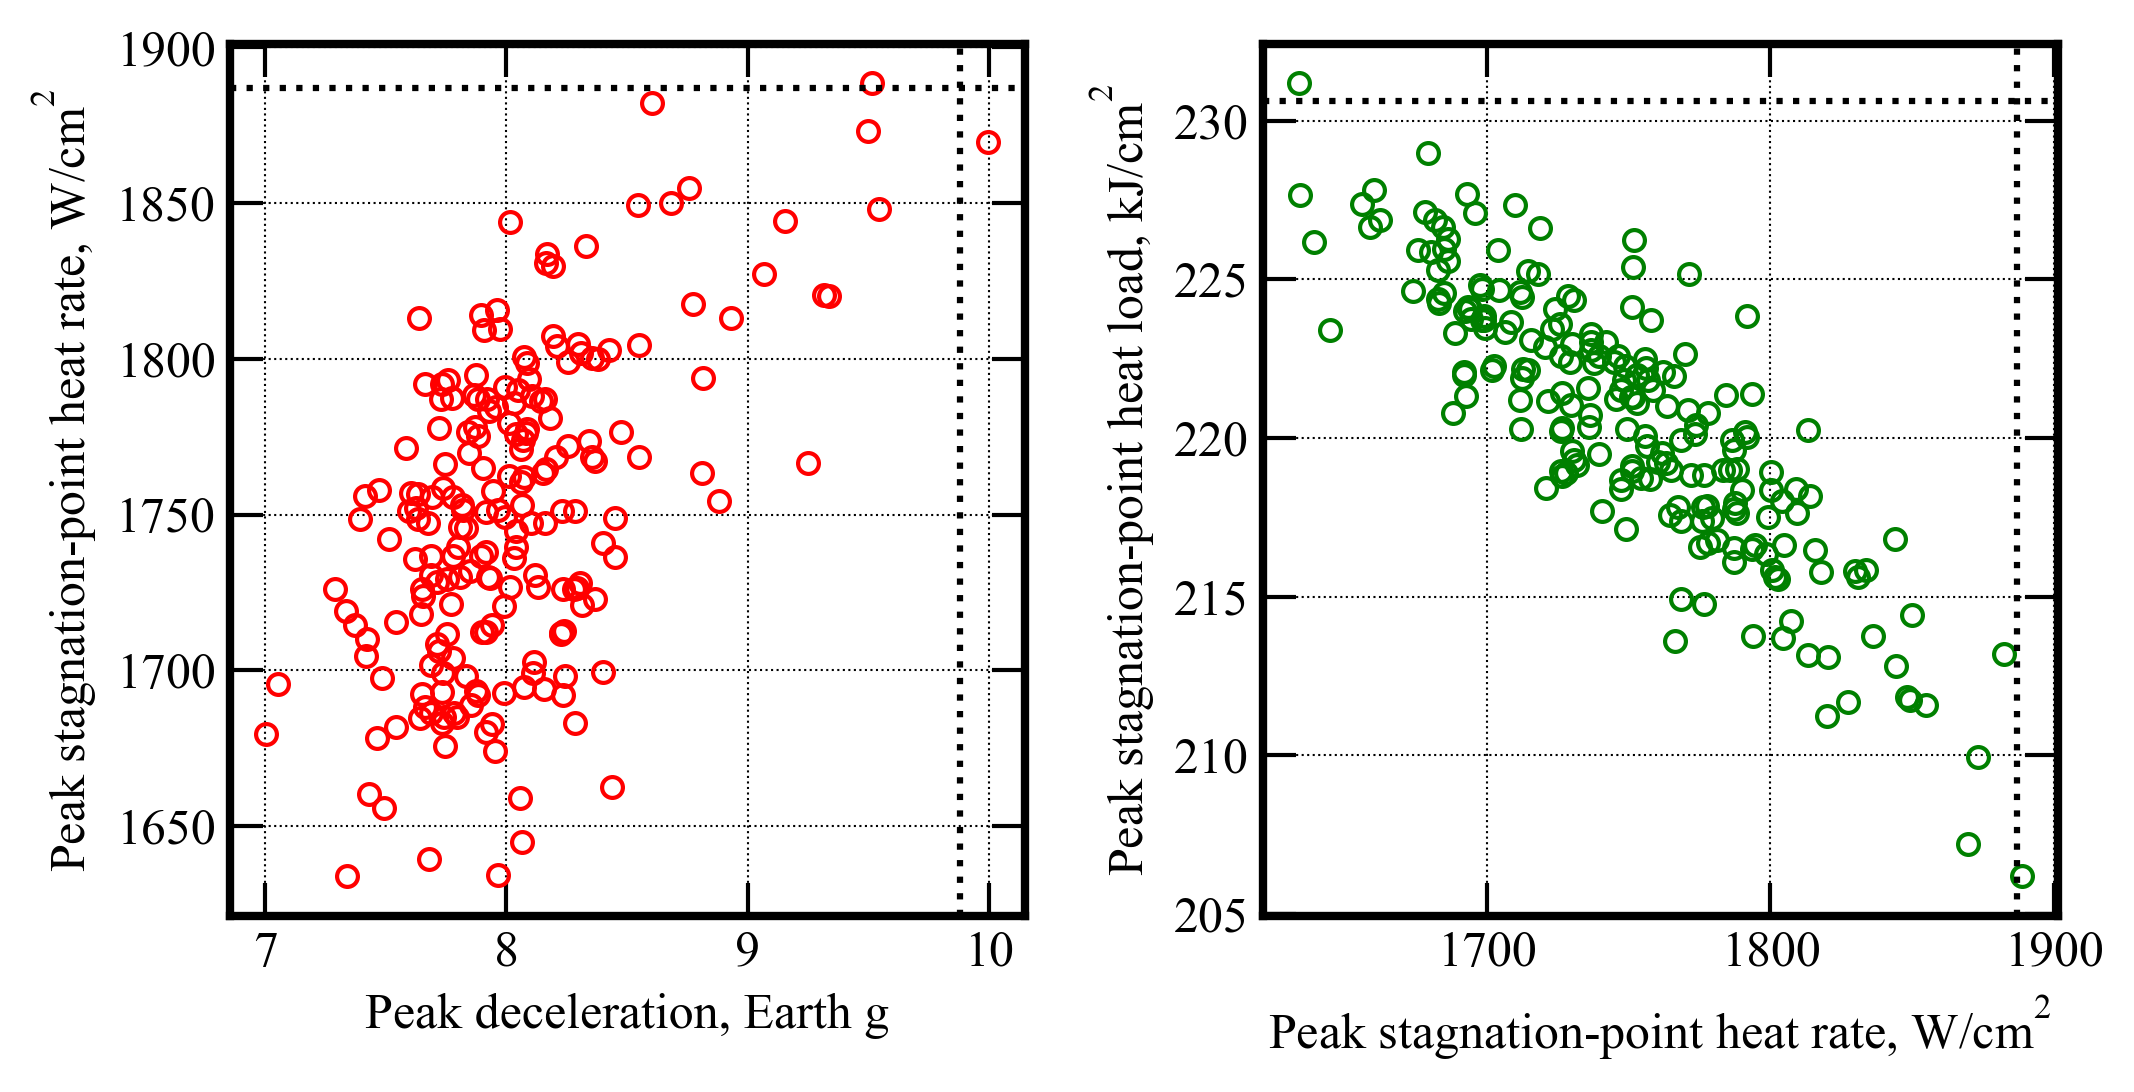 Peak stagnation-point heat rate, W/cm²
1900
1850
1800
1750
1700
1650
7 8 9 10
Peak deceleration, Earth g
Peak stagnation-point heat load, kJ/cm²
230
225
220
215
210
205
1700 1800 1900
Peak stagnation-point heat rate, W/cm²